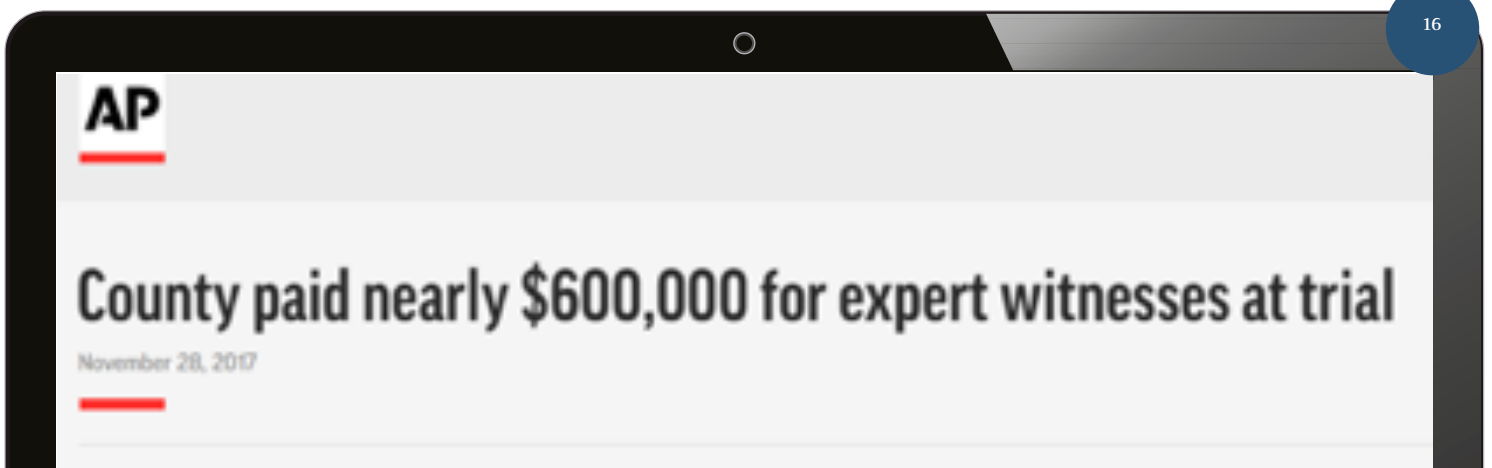 16
AP
County paid nearly $600,000 for expert witnesses at trial
November 28, 2017